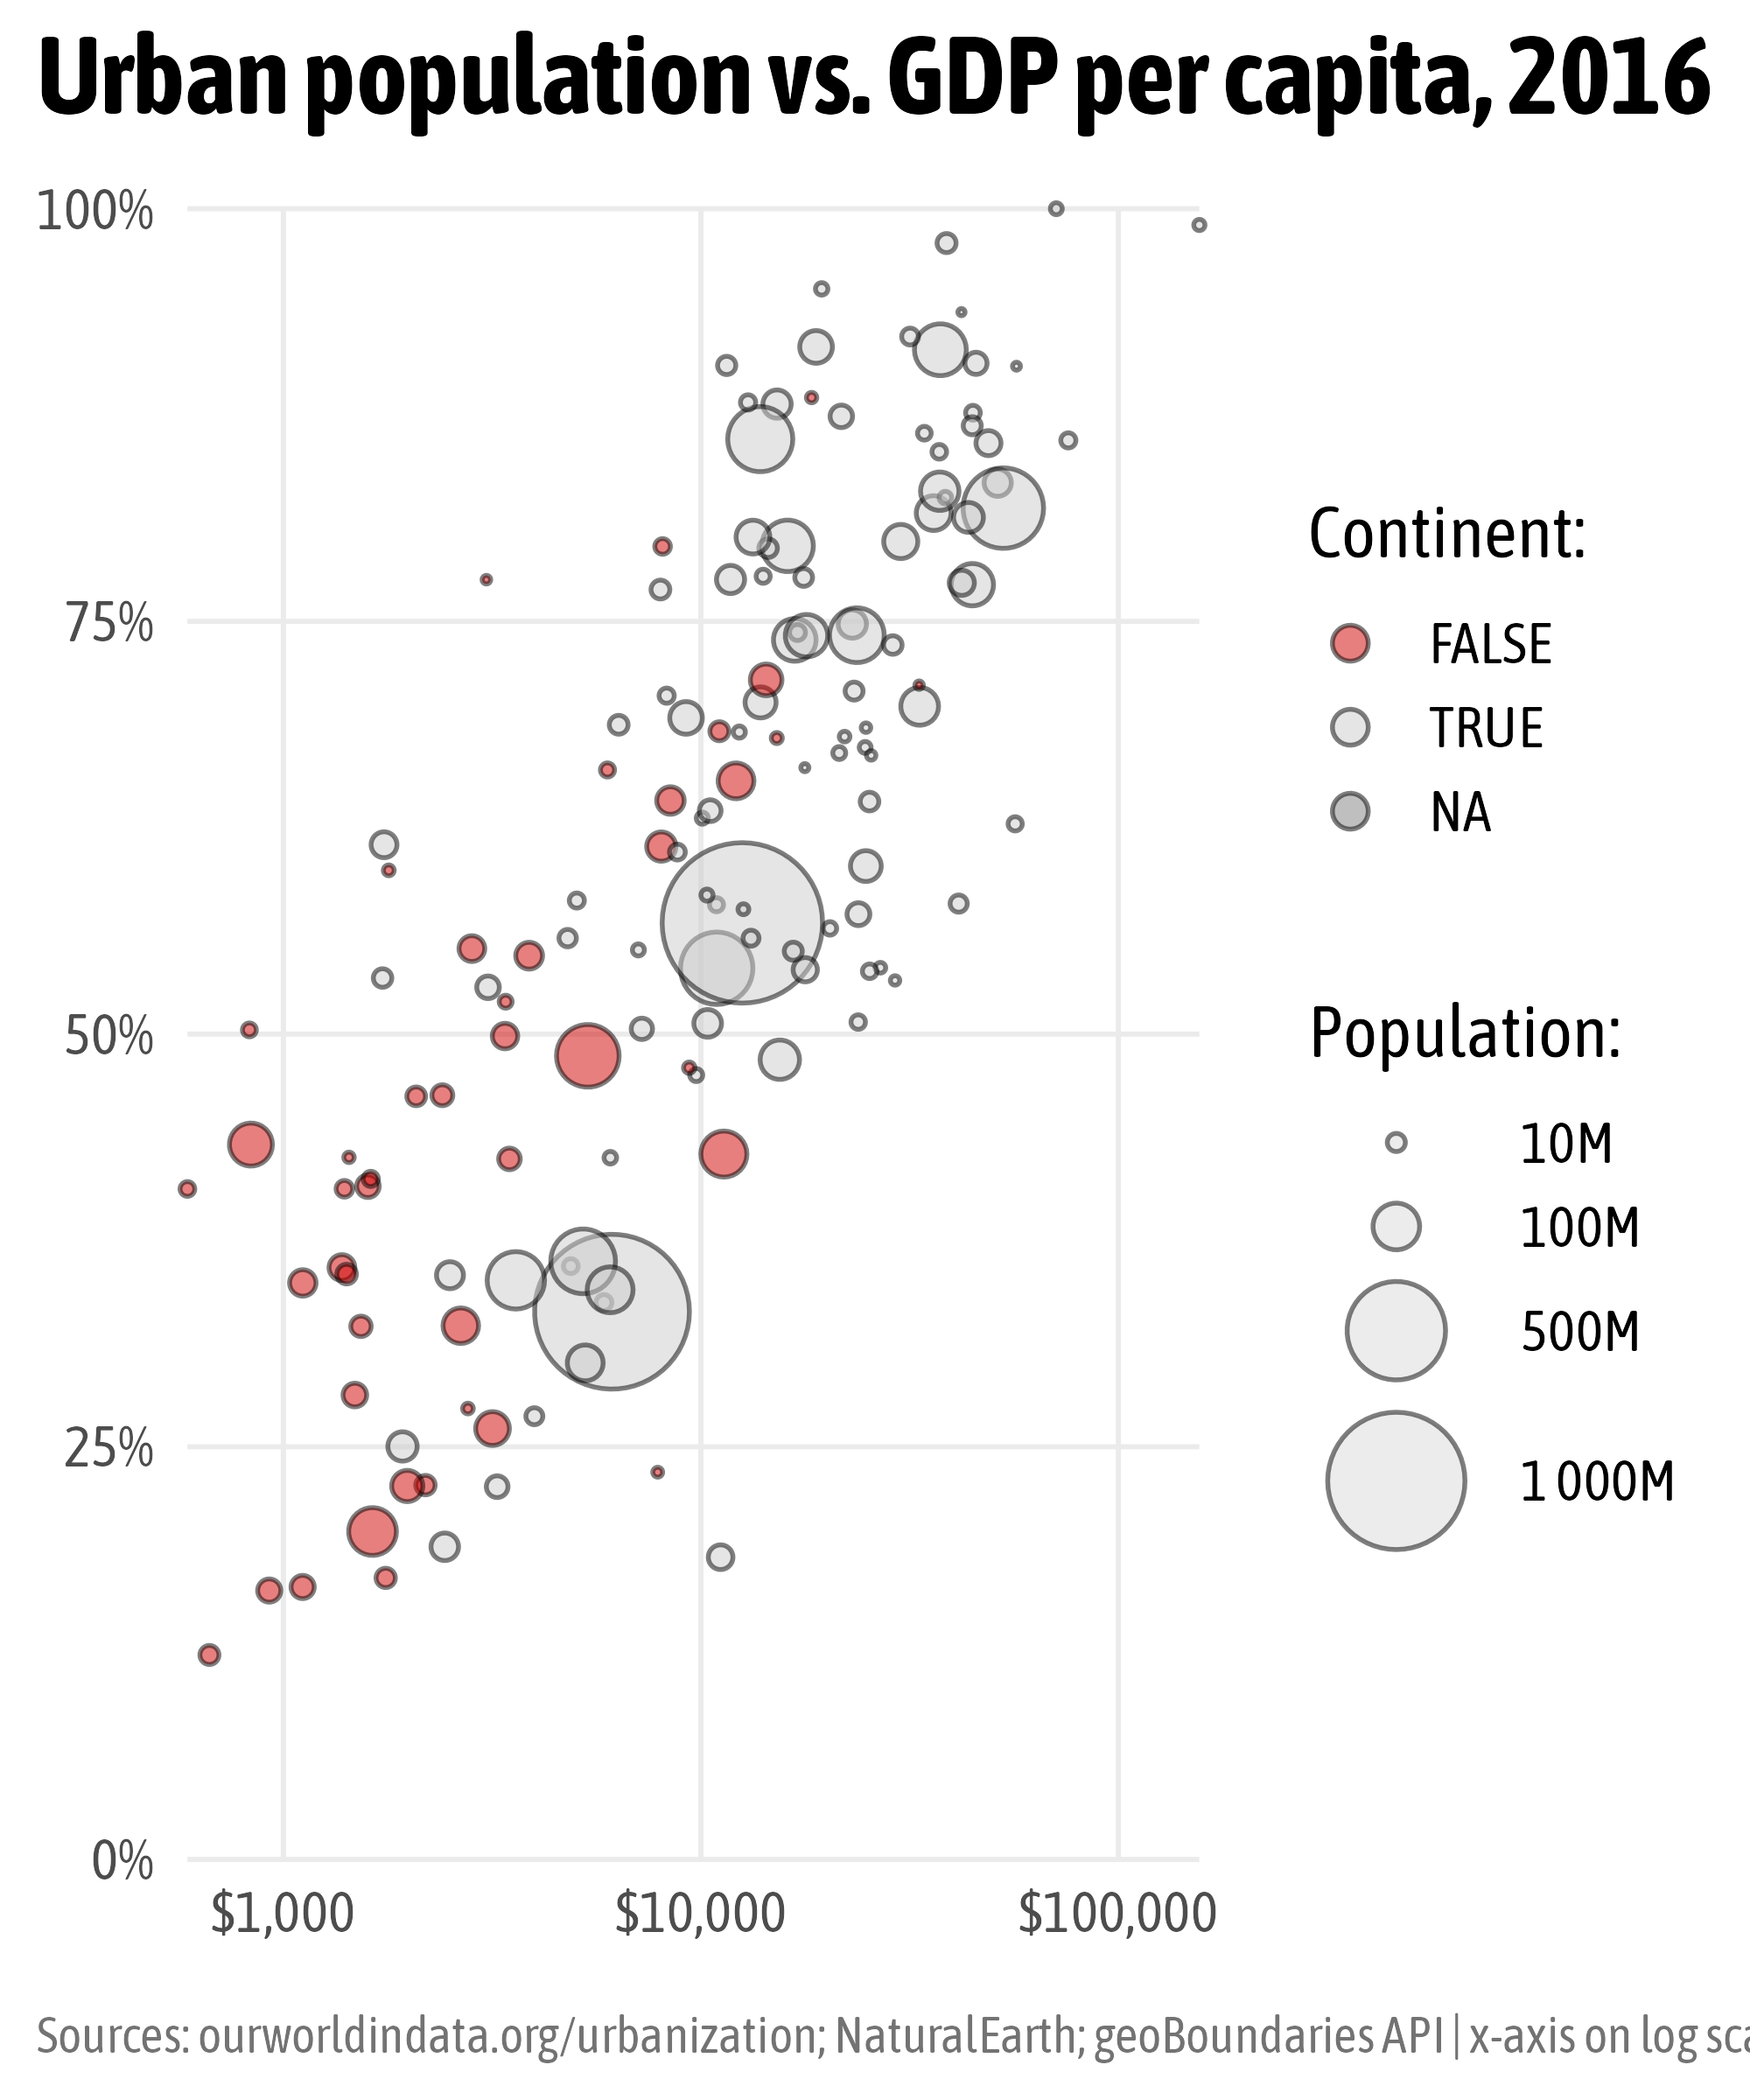 Urban population vs. GDP per capita, 2016
100%
75%
50%
25%
0%
$1,000 $10,000 $100,000
Continent:
FALSE
TRUE
NA
Population:
10M
100M
500M
1 000M
Sources: ourworldindata.org/urbanization; NaturalEarth; geoBoundaries API | x-axis on log sca